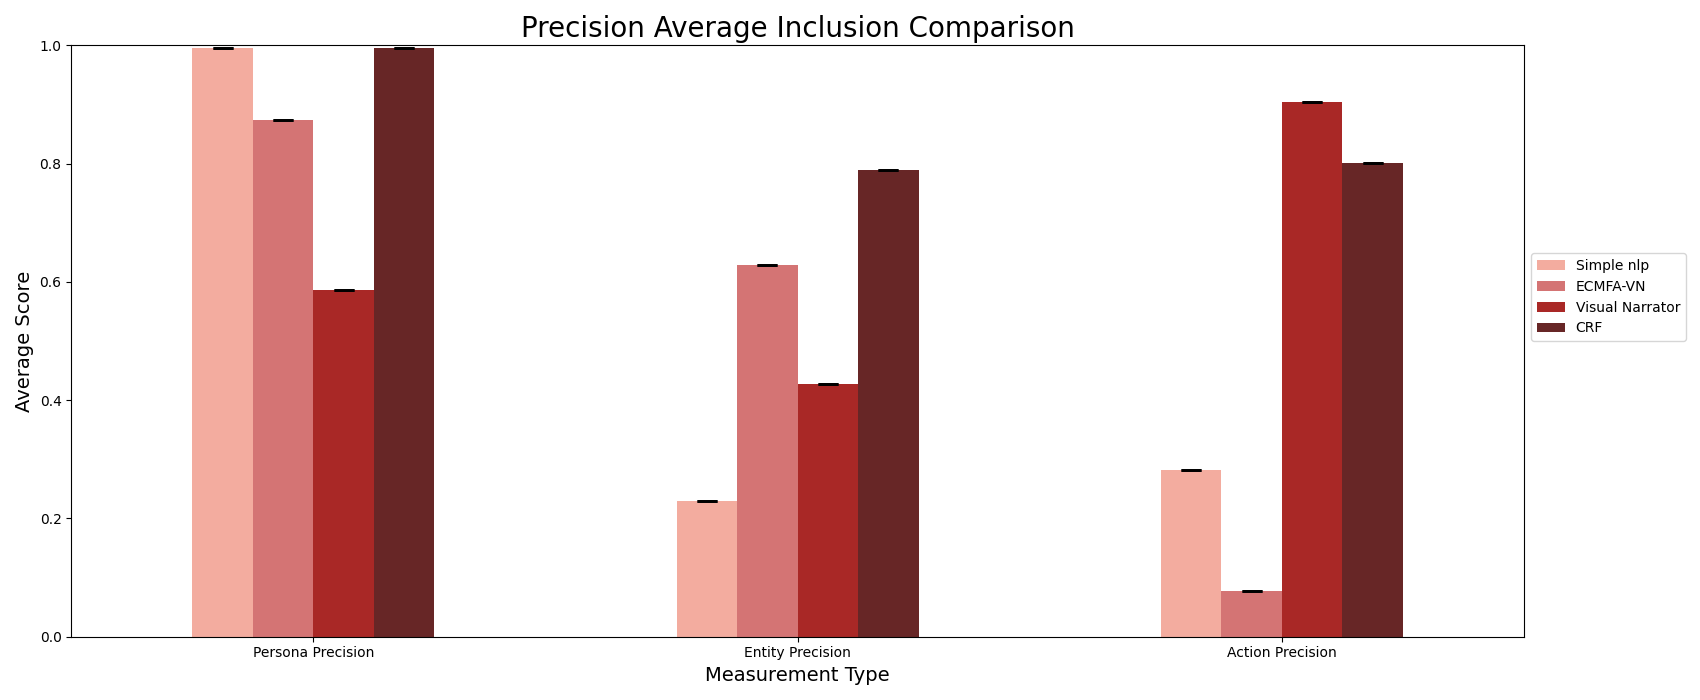 Precision Average Inclusion Comparison
1.0
0.8
0.6
0.4
0.2
0.0
Average Score
Persona Precision
Entity Precision
Action Precision
Measurement Type
Simple nlp
ECMFA-VN
Visual Narrator
CRF